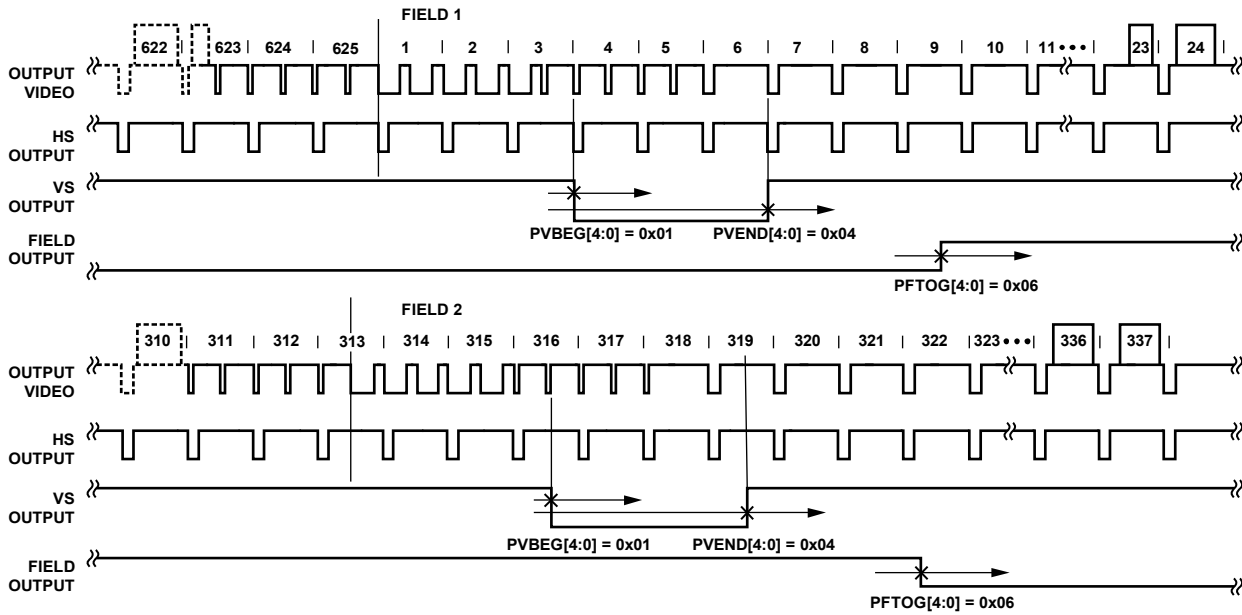 FIELD 1
622 623 624 625 1 2 3 4 5 6 7 8 9 10 11••• 23 24
OUTPUT
VIDEO
HS
OUTPUT
VS
OUTPUT
PVBEG[4:0] = 0x01 PVEND[4:0] = 0x04
FIELD
OUTPUT
PFTOG[4:0] = 0x06
FIELD 2
310 311 312 313 314 315 316 317 318 319 320 321 322 323••• 336 337
OUTPUT
VIDEO
HS
OUTPUT
VS
OUTPUT
PVBEG[4:0] = 0x01 PVEND[4:0] = 0x04
FIELD
OUTPUT
PFTOG[4:0] = 0x06